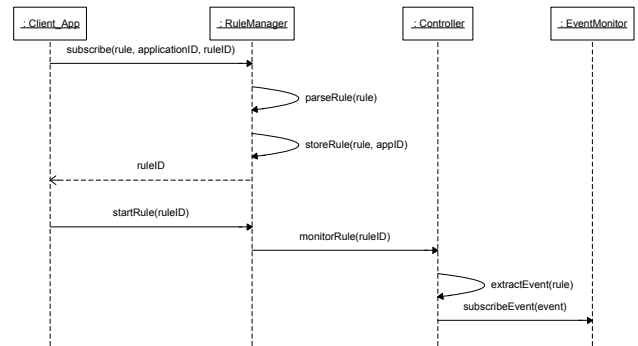 : Client_App
: RuleManager
: Controller
: EventMonitor
subscribe(rule, applicationID, ruleID)
parseRule(rule)
storeRule(rule, appID)
ruleID
startRule(ruleID)
monitorRule(ruleID)
extractEvent(rule)
subscribeEvent(event)